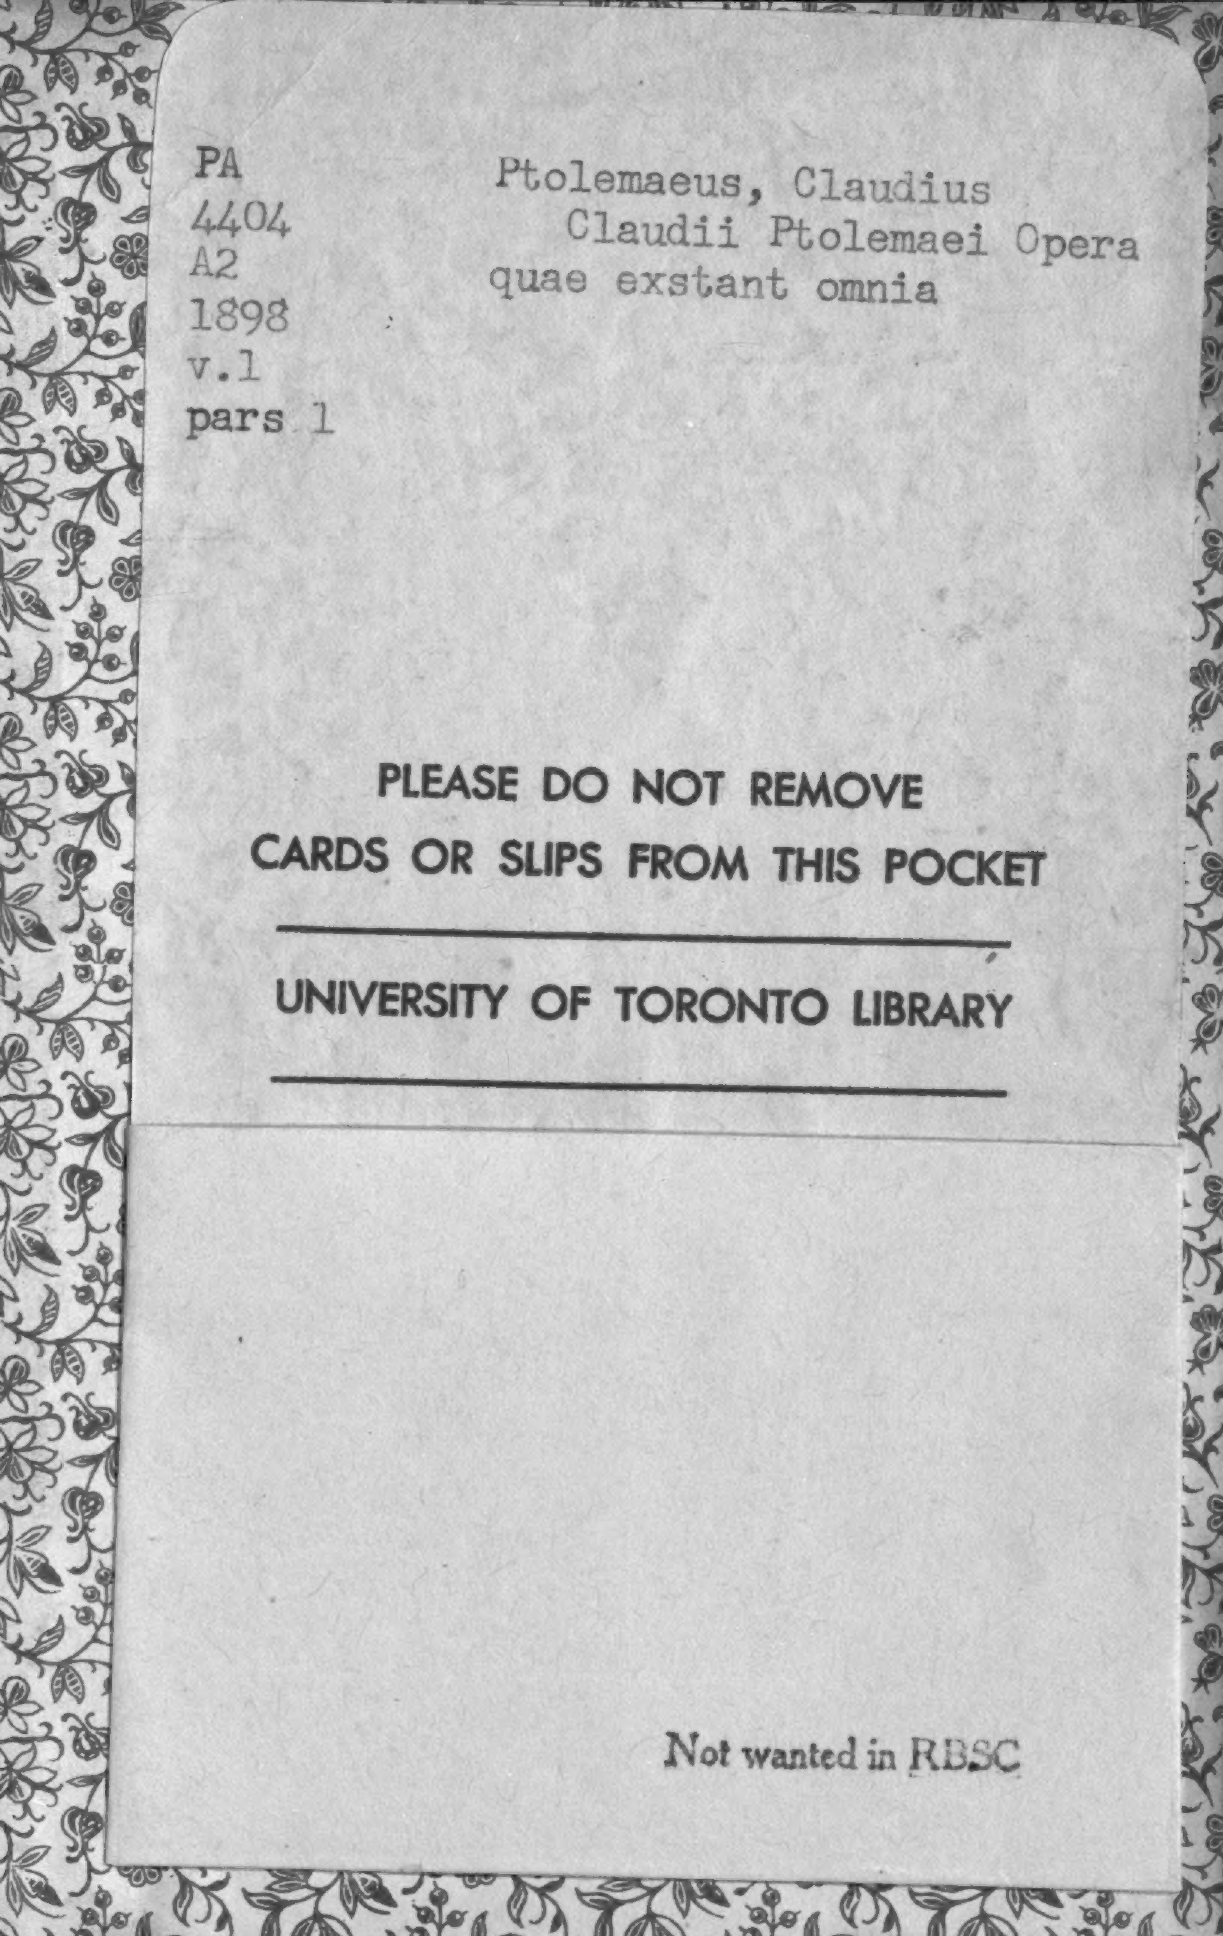 PA
4404
A2
1898
v.1
pars 1
Ptolemaeus, Claudius
Claudii Ptolemaei Opera
quae exstant omnia
PLEASE DO NOT REMOVE
CARDS OR SLIPS FROM THIS POCKET
UNIVERSITY OF TORONTO LIBRARY
Not wanted in RBSC